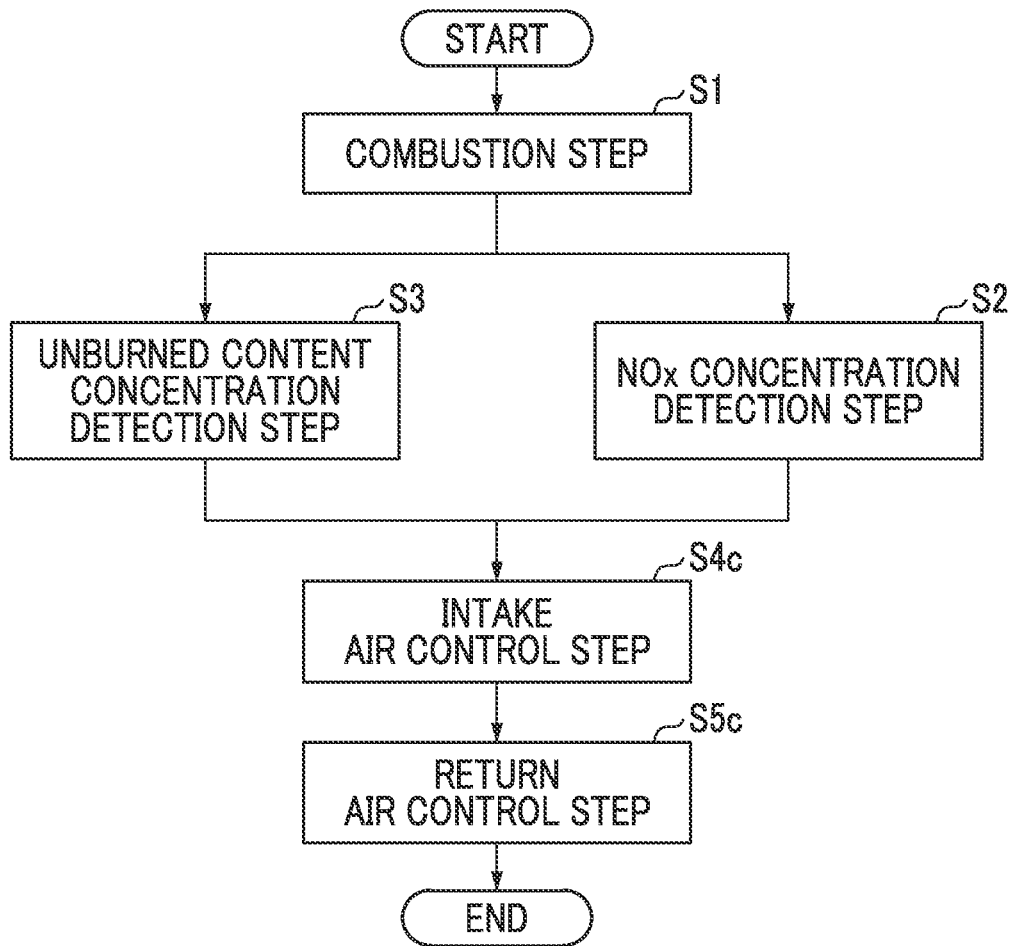 START
S1
COMBUSTION STEP
S3
UNBURNED CONTENT
CONCENTRATION
DETECTION STEP
S2
NOx CONCENTRATION
DETECTION STEP
S4c
INTAKE
AIR CONTROL STEP
S5c
RETURN
AIR CONTROL STEP
END